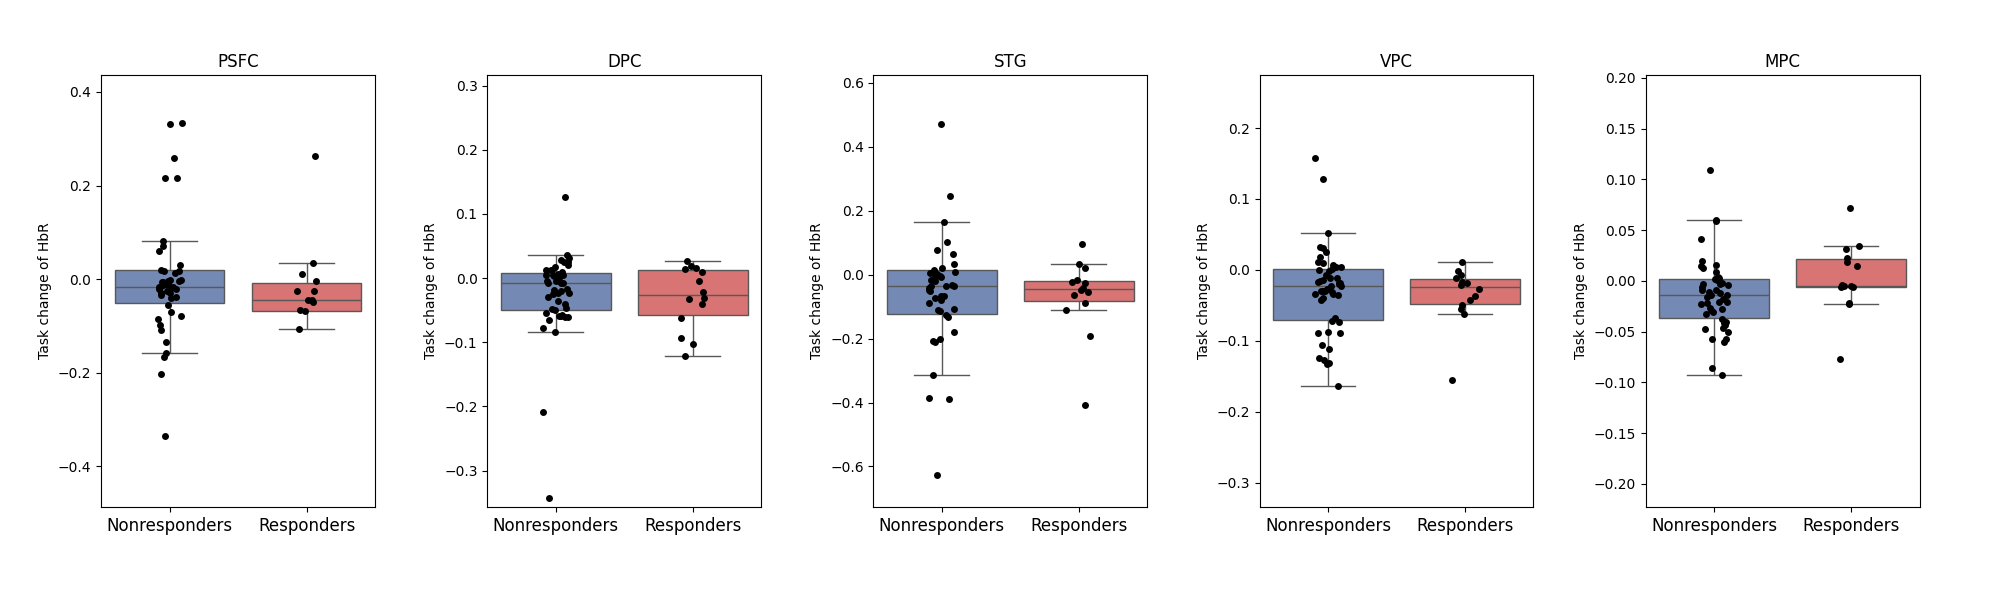 PSFC
Task change of HbR
0.4
0.2
0.0
−0.2
−0.4
Nonresponders Responders
DPC
Task change of HbR
0.3
0.2
0.1
0.0
−0.1
−0.2
−0.3
Nonresponders Responders
STG
Task change of HbR
0.6
0.4
0.2
0.0
−0.2
−0.4
−0.6
Nonresponders Responders
VPC
Task change of HbR
0.2
0.1
0.0
−0.1
−0.2
−0.3
Nonresponders Responders
MPC
Task change of HbR
0.20
0.15
0.10
0.05
0.00
−0.05
−0.10
−0.15
−0.20
Nonresponders Responders